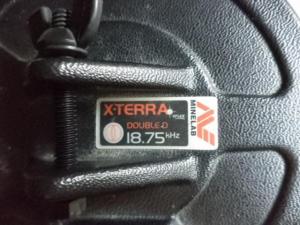 X-TERRA
DOUBLE-D
18.75 kHz
MINELAB